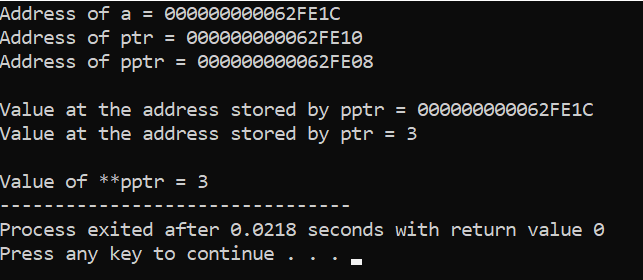 Address of a = 000000000062FE1C
Address of ptr = 000000000062FE10
Address of pptr = 000000000062FE08
Value at the address stored by pptr = 000000000062FE1C
Value at the address stored by ptr = 3
Value of **pptr = 3
--------------------------------
Process exited after 0.0218 seconds with return value 0
Press any key to continue . . .